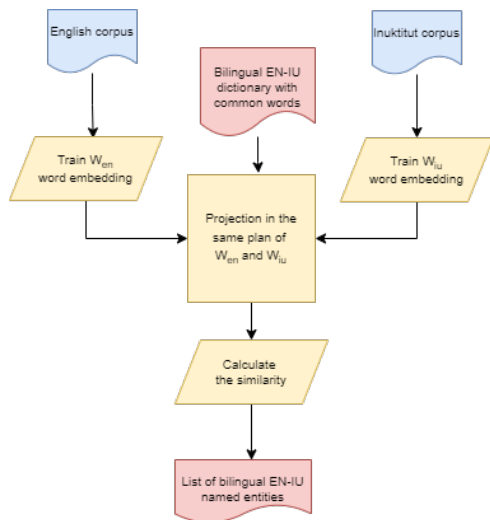 English corpus
Inuktitut corpus
Bilingual EN-IU
dictionary with
common words
Train Wen
word embedding
Train Wiu
word embedding
Projection in the
same plan of
Wen and Wiu
Calculate
the similarity
List of bilingual EN-IU
named entities